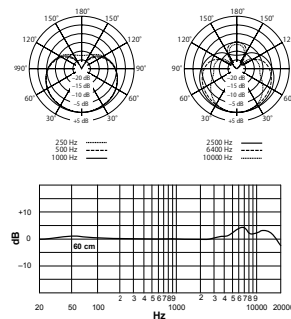 180˚ 180˚
150˚ 150˚ 150˚ 150˚
120˚ 120˚ 120˚ 120˚
90˚ 90˚ 90˚ 90˚
60˚ 60˚ 60˚ 60˚
30˚ 30˚ 30˚ 30˚
–20 dB –20 dB
–15 dB –15 dB
–10 dB –10 dB
–5 dB –5 dB
+5 dB +5 dB
250 Hz 2500 Hz
500 Hz 6400 Hz
1000 Hz 10000 Hz
+10
dB 0
–10
60 cm
20 50 100 2 3 4 5 6 7 8 9 1000 2 3 4 5 6 7 8 9 10000 20000
Hz